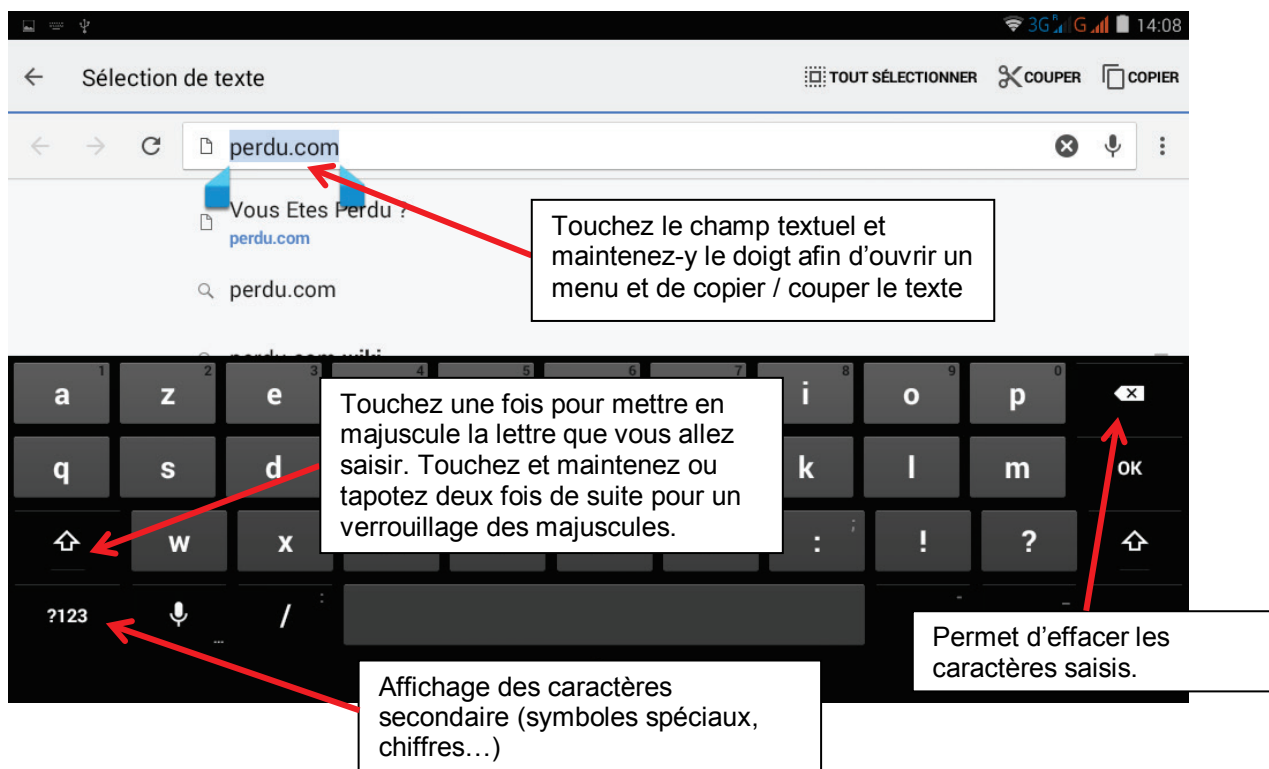 3G R G 14:08
Sélection de texte TOUT SÉLECTIONNER COUPER COPIER
perdu.com
Vous Etes Perdu ?
perdu.com
perdu.com
Touchez le champ textuel et
maintenez-y le doigt afin d’ouvrir un
menu et de copier / couper le texte
perdu.com wiki
a 1 z 2 e 3 4 5 6 7 i 8 o 9 p 0
Touchez une fois pour mettre en
majuscule la lettre que vous allez
saisir. Touchez et maintenez ou
tapotez deux fois de suite pour un
verrouillage des majuscules.
q s d k l m OK
w x : ; ! ?
?123 ... / : - _
Permet d’effacer les
caractères saisis.
Affichage des caractères
secondaire (symboles spéciaux,
chiffres…)